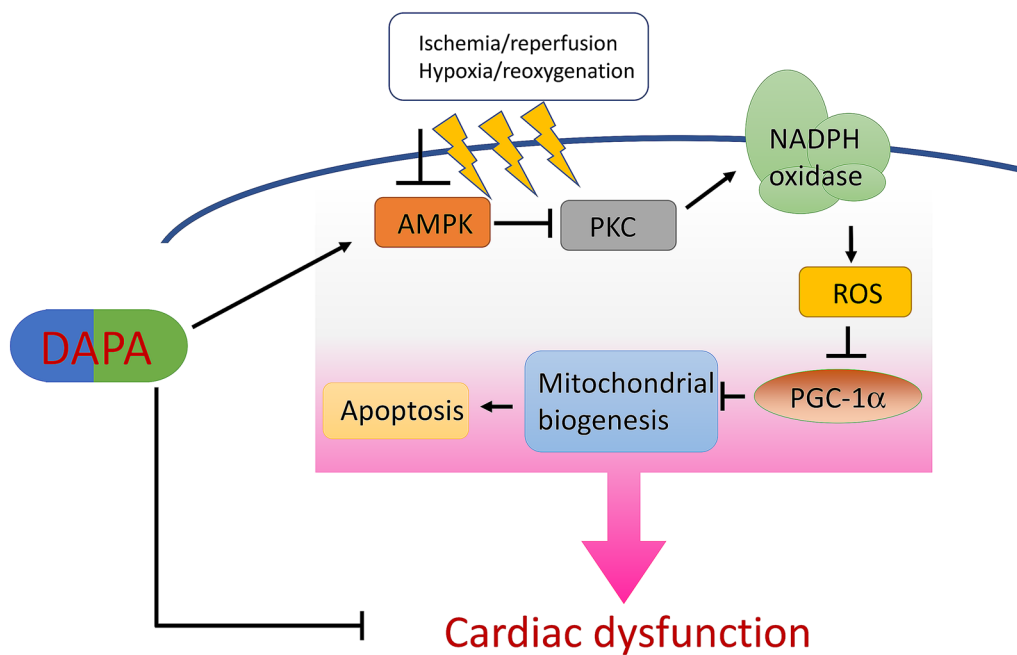 Ischemia/reperfusion
Hypoxia/reoxygenation
NADPH
oxidase
AMPK
PKC
ROS
DAPA
Mitochondrial
biogenesis
PGC-1α
Apoptosis
Cardiac dysfunction